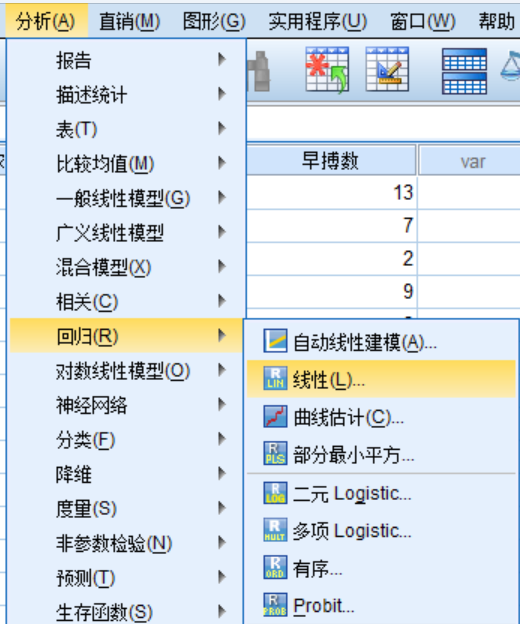 分析(A) 直销(M) 图形(G) 实用程序(U) 窗口(W) 帮助
报告
描述统计
表(T)
比较均值(M)
早搏数 var
13
一般线性模型(G)
7
广义线性模型
2
混合模型(X)
9
相关(C)
回归(R)
自动线性建模(A)...
对数线性模型(O)
线性(L)...
神经网络
曲线估计(C)...
分类(F)
部分最小平方...
降维
二元 Logistic...
度量(S)
多项 Logistic...
非参数检验(N)
有序...
预测(T)
Probit...
生存函数(S)